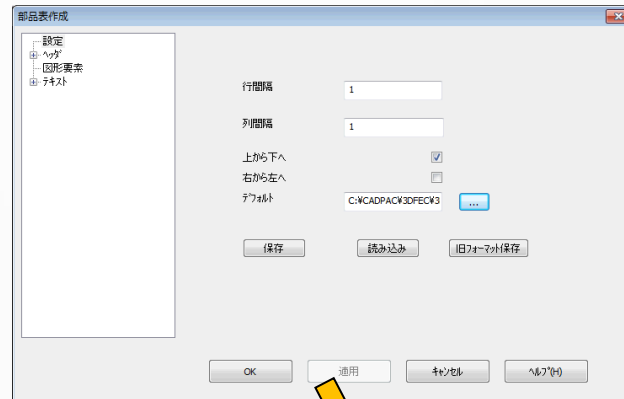 部品表作成
設定
ヘッダ
図形要素
テキスト
行間隔 1
列間隔 1
上から下へ
右から左へ
デフォルト C:¥CADPAC¥3DFEC¥3 ...
保存 読み込み 旧フォーマット保存
OK 適用 キャンセル ヘルプ(H)